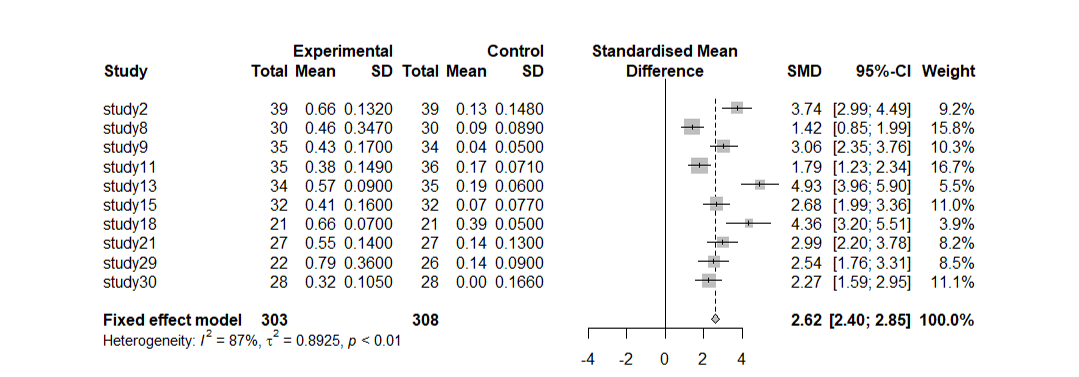 Experimental Control Standardised Mean
Study Total Mean SD Total Mean SD Difference SMD 95%-CI Weight
study2 39 0.66 0.1320 39 0.13 0.1480 3.74 [2.99; 4.49] 9.2%
study8 30 0.46 0.3470 30 0.09 0.0890 1.42 [0.85; 1.99] 15.8%
study9 35 0.43 0.1700 34 0.04 0.0500 3.06 [2.35; 3.76] 10.3%
study11 35 0.38 0.1490 36 0.17 0.0710 1.79 [1.23; 2.34] 16.7%
study13 34 0.57 0.0900 35 0.19 0.0600 4.93 [3.96; 5.90] 5.5%
study15 32 0.41 0.1600 32 0.07 0.0770 2.68 [1.99; 3.36] 11.0%
study18 21 0.66 0.0700 21 0.39 0.0500 4.36 [3.20; 5.51] 3.9%
study21 27 0.55 0.1400 27 0.14 0.1300 2.99 [2.20; 3.78] 8.2%
study29 22 0.79 0.3600 26 0.14 0.0900 2.54 [1.76; 3.31] 8.5%
study30 28 0.32 0.1050 28 0.00 0.1660 2.27 [1.59; 2.95] 11.1%
Fixed effect model 303 308 2.62 [2.40; 2.85] 100.0%
Heterogeneity: I² = 87%, τ² = 0.8925, p < 0.01
-4 -2 0 2 4